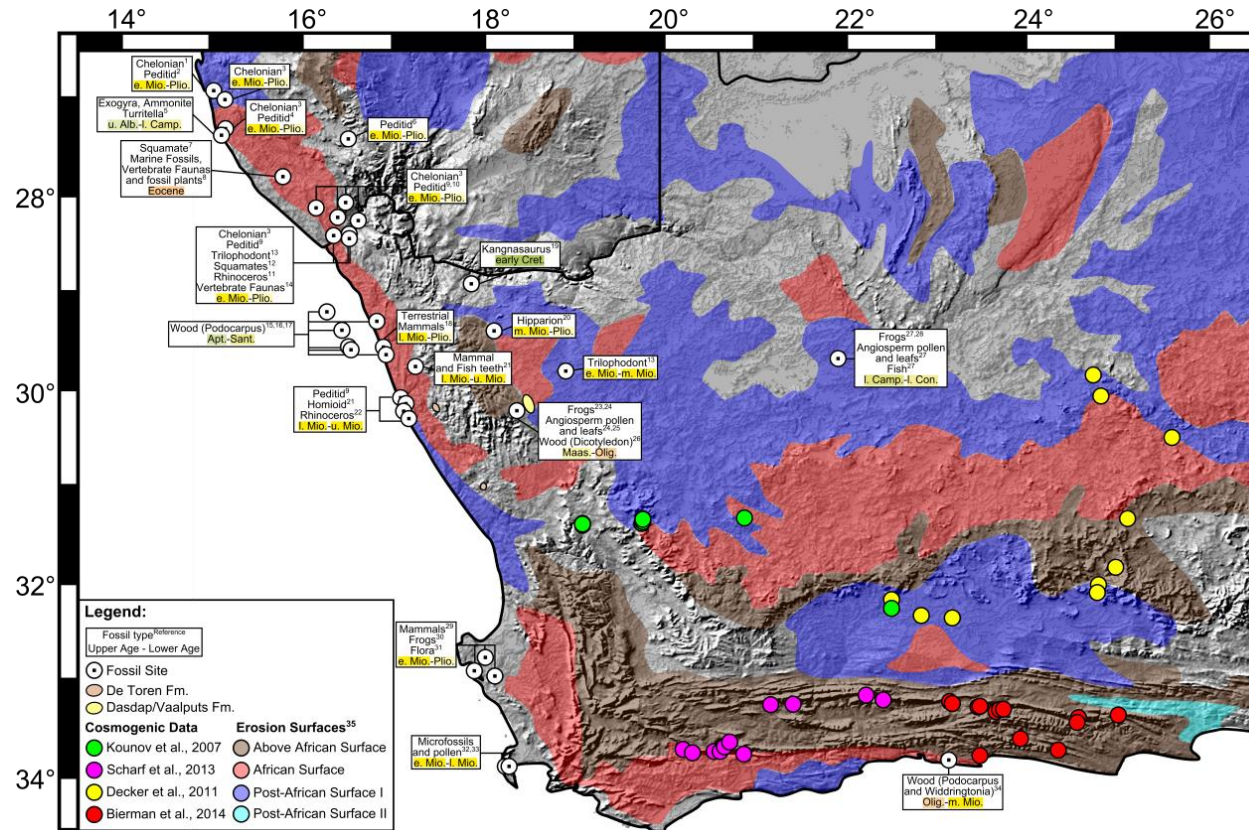 14 16 18 20 22 24 26°
28°
30°
32°
34°
Chelonian¹
Peditid²
e. Mio.-Plio.
Chelonian³
e. Mio.-Plio.
Exogyra, Ammonite
Turritella⁵
u. Alb.-l. Camp.
Chelonian³
Peditid⁴
e. Mio.-Plio.
Peditid⁶
e. Mio.-Plio.
Squamate⁷
Marine Fossils,
Vertebrate Faunas
and fossil plants⁸
Eocene
Chelonian³
Peditid⁹,¹⁰
e. Mio.-Plio.
Chelonian³
Peditid⁹
Trilophodont¹³
Squamates¹²
Rhinoceros¹¹
Vertebrate Faunas¹⁴
e. Mio.-Plio.
Kangnasaurus¹⁹
early Cret.
Wood (Podocarpus)¹⁵,¹⁶,¹⁷
Apt.-Sant.
Terrestrial
Mammals¹⁸
l. Mio.-Plio.
Hipparion²⁰
m. Mio.-Plio.
Mammal
and Fish teeth²¹
l. Mio.-u. Mio.
Trilophodont¹³
e. Mio.-m. Mio.
Frogs²⁷,²⁸
Angiosperm pollen
and leafs²⁷
Fish²⁷
l. Camp.-l. Con.
Peditid⁹
Homioid²¹
Rhinoceros²²
l. Mio.-u. Mio.
Frogs²³,²⁴
Angiosperm pollen
and leafs²⁴,²⁵
Wood (Dicotyledon)²⁶
Maas.-Olig.
Mammals²⁹
Frogs³⁰
Flora³¹
e. Mio.-Plio.
Microfossils
and pollen³²,³³
e. Mio.-l. Mio.
Wood (Podocarpus
and Widdringtonia)³⁴
Olig.-m. Mio.
Legend:
Fossil typeReference
Upper Age - Lower Age
Fossil Site
De Toren Fm.
Dasdap/Vaalputs Fm.
Cosmogenic Data
Kounov et al., 2007
Scharf et al., 2013
Decker et al., 2011
Bierman et al., 2014
Erosion Surfaces³⁵
Above African Surface
African Surface
Post-African Surface I
Post-African Surface II